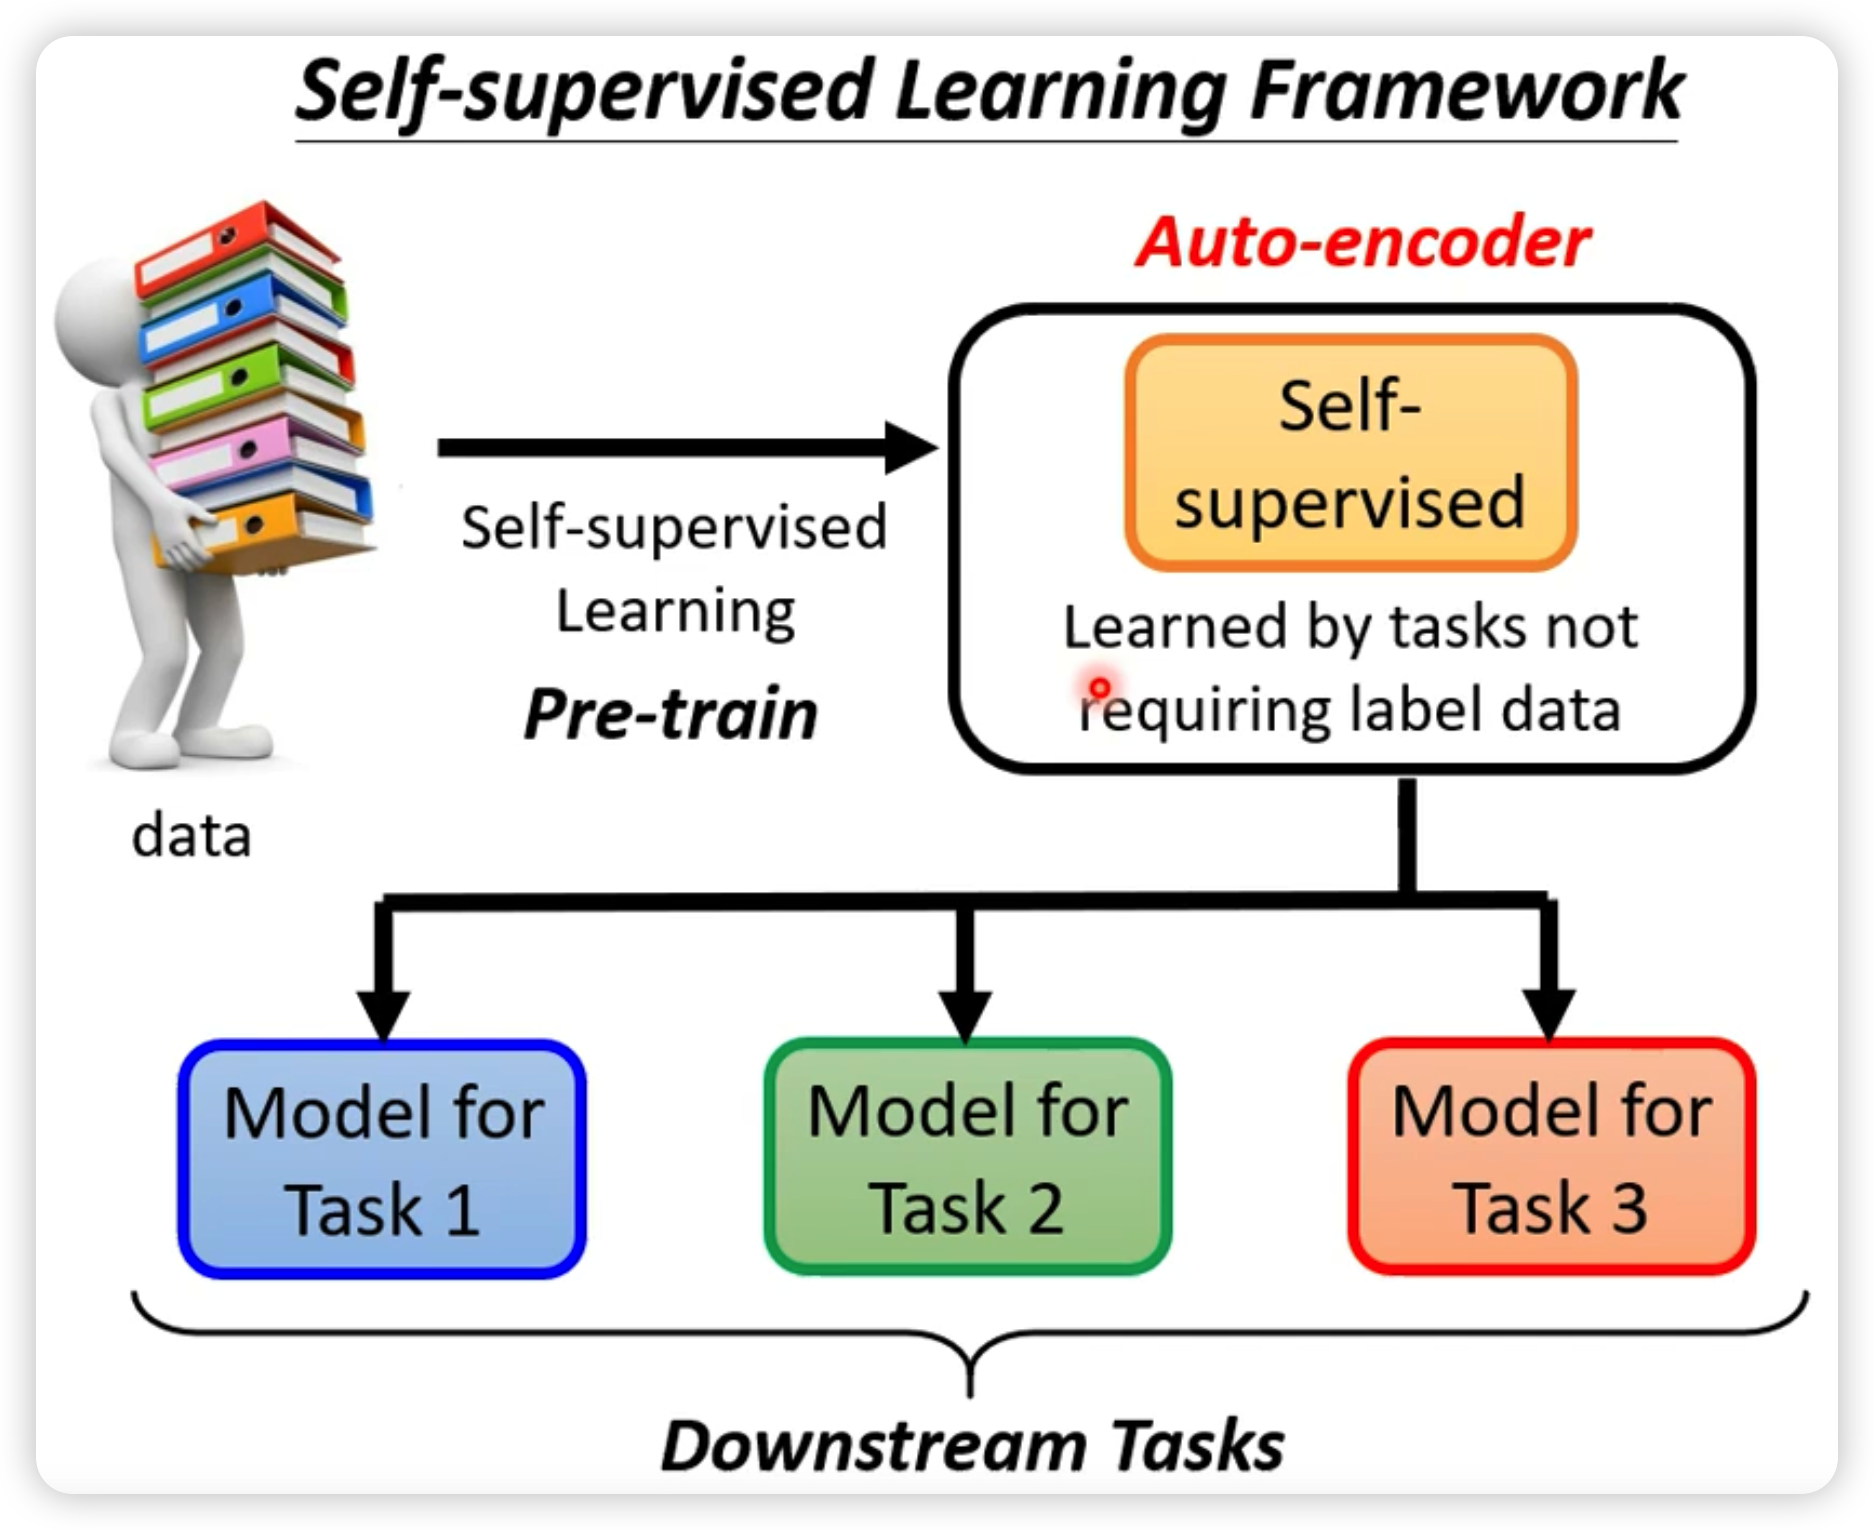 Self-supervised Learning Framework
Auto-encoder
Self-
supervised
Learned by tasks not
requiring label data
Self-supervised
Learning
Pre-train
data
Model for
Task 1
Model for
Task 2
Model for
Task 3
Downstream Tasks